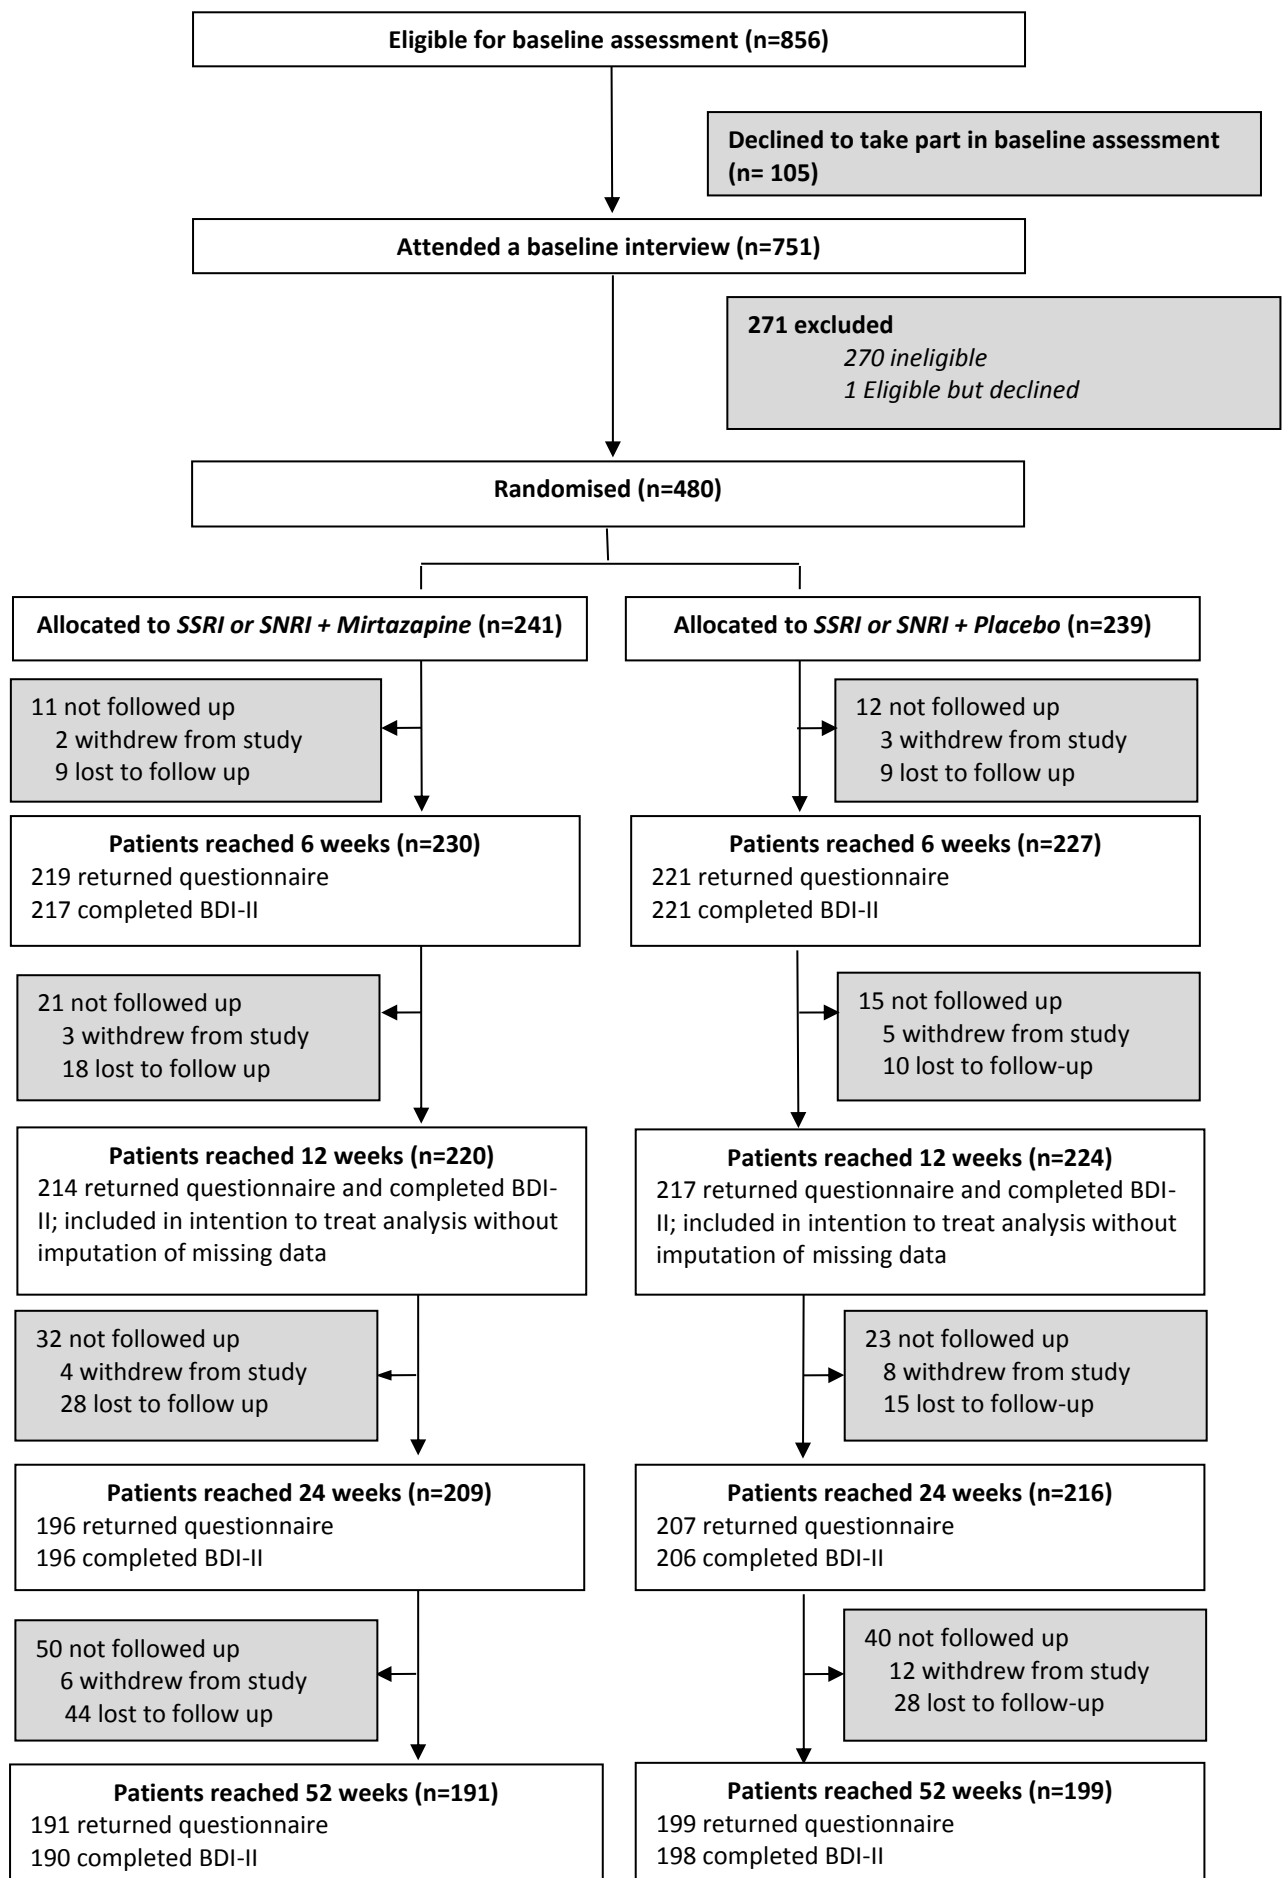 Eligible for baseline assessment (n=856)
Declined to take part in baseline assessment
(n= 105)
Attended a baseline interview (n=751)
271 excluded
270 ineligible
1 Eligible but declined
Randomised (n=480)
Allocated to SSRI or SNRI + Mirtazapine (n=241)
Allocated to SSRI or SNRI + Placebo (n=239)
11 not followed up
2 withdrew from study
9 lost to follow up
12 not followed up
3 withdrew from study
9 lost to follow up
Patients reached 6 weeks (n=230)
219 returned questionnaire
217 completed BDI-II
Patients reached 6 weeks (n=227)
221 returned questionnaire
221 completed BDI-II
21 not followed up
3 withdrew from study
18 lost to follow up
15 not followed up
5 withdrew from study
10 lost to follow-up
Patients reached 12 weeks (n=220)
214 returned questionnaire and completed BDI-
II; included in intention to treat analysis without
imputation of missing data
Patients reached 12 weeks (n=224)
217 returned questionnaire and completed BDI-
II; included in intention to treat analysis without
imputation of missing data
32 not followed up
4 withdrew from study
28 lost to follow up
23 not followed up
8 withdrew from study
15 lost to follow-up
Patients reached 24 weeks (n=209)
196 returned questionnaire
196 completed BDI-II
Patients reached 24 weeks (n=216)
207 returned questionnaire
206 completed BDI-II
50 not followed up
6 withdrew from study
44 lost to follow up
40 not followed up
12 withdrew from study
28 lost to follow-up
Patients reached 52 weeks (n=191)
191 returned questionnaire
190 completed BDI-II
Patients reached 52 weeks (n=199)
199 returned questionnaire
198 completed BDI-II